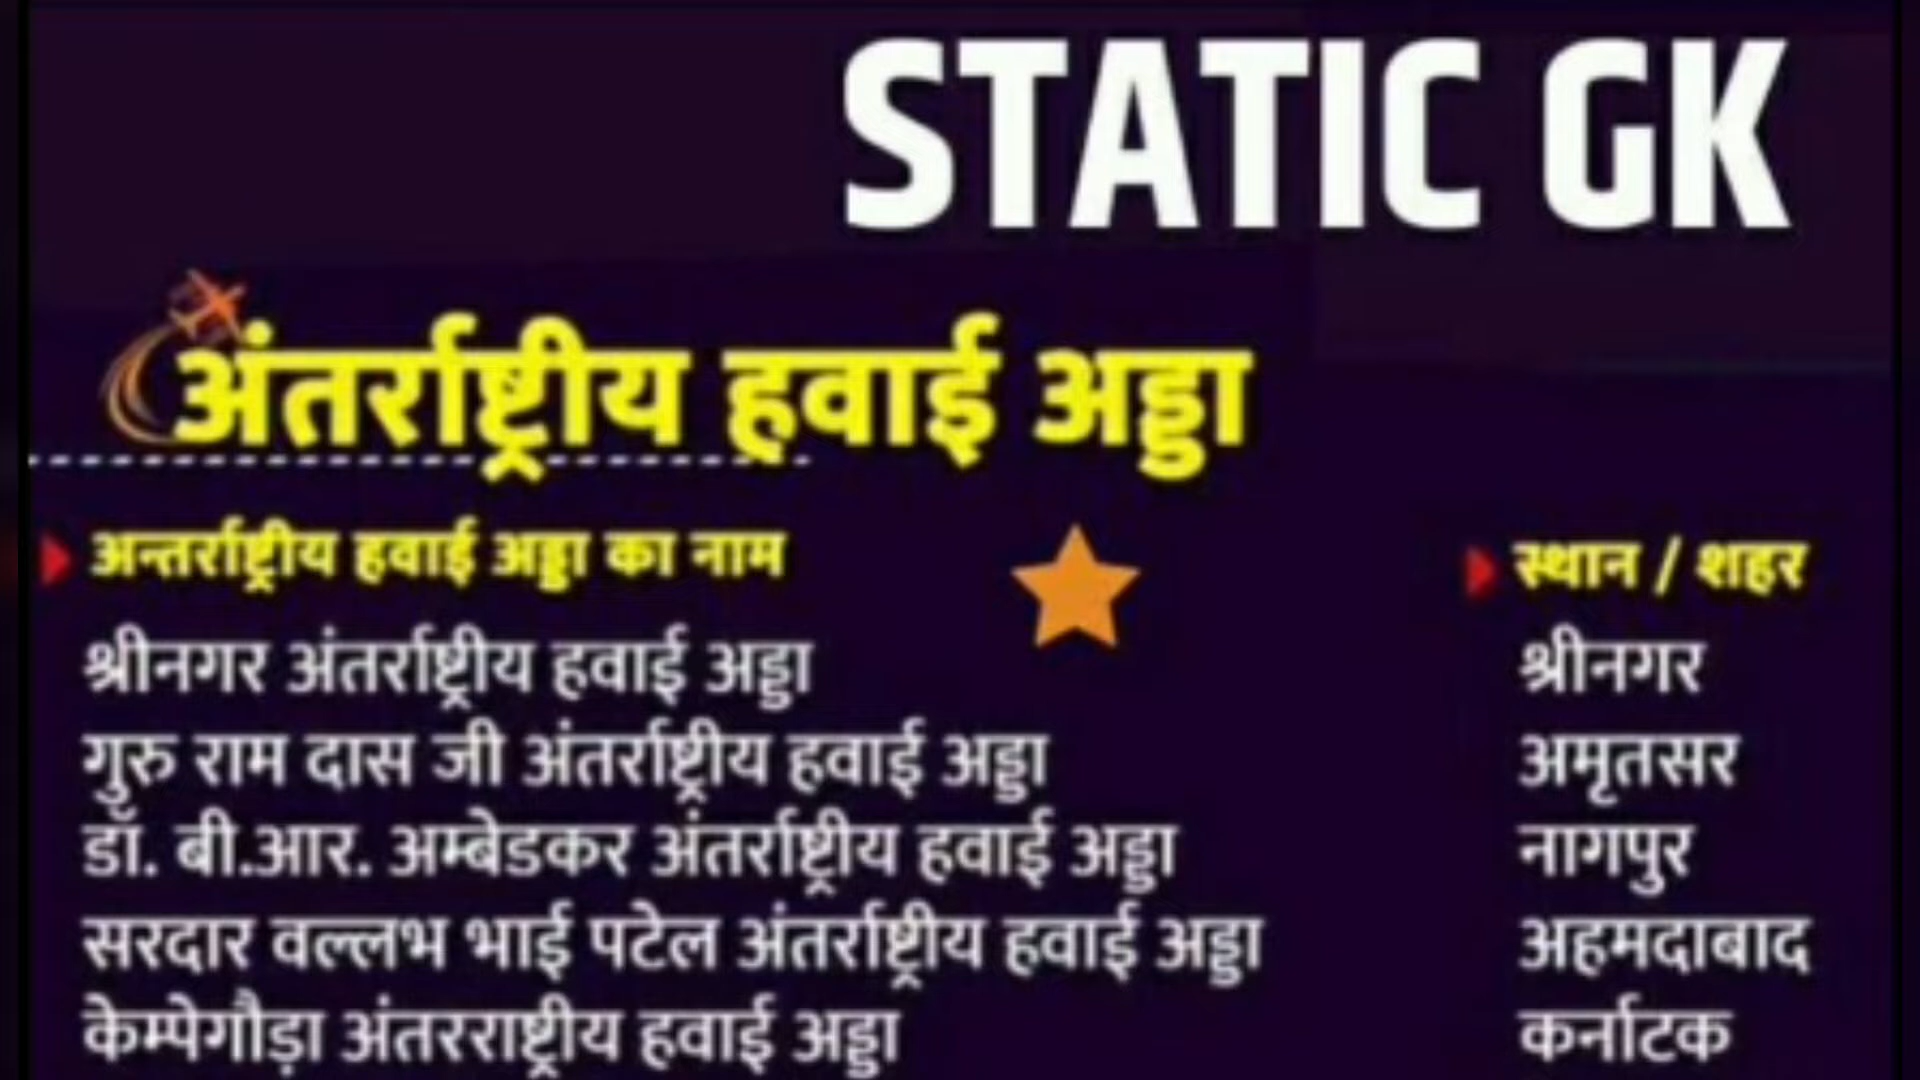 STATIC GK
अंतर्राष्ट्रीय हवाई अड्डा
अन्तर्राष्ट्रीय हवाई अड्डा का नाम स्थान / शहर
श्रीनगर अंतर्राष्ट्रीय हवाई अड्डा श्रीनगर
गुरु राम दास जी अंतर्राष्ट्रीय हवाई अड्डा अमृतसर
डॉ. बी.आर. अम्बेडकर अंतर्राष्ट्रीय हवाई अड्डा नागपुर
सरदार वल्लभ भाई पटेल अंतर्राष्ट्रीय हवाई अड्डा अहमदाबाद
केम्पेगौड़ा अंतरराष्ट्रीय हवाई अड्डा कर्नाटक